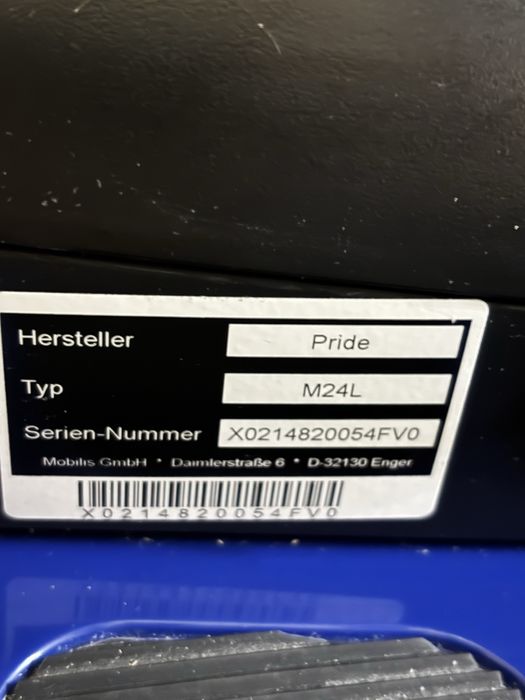 Hersteller Pride
Typ M24L
Serien-Nummer X0214820054FV0
Mobilis GmbH * Daimlerstraße 6 * D-32130 Enger
X0214820054FV0